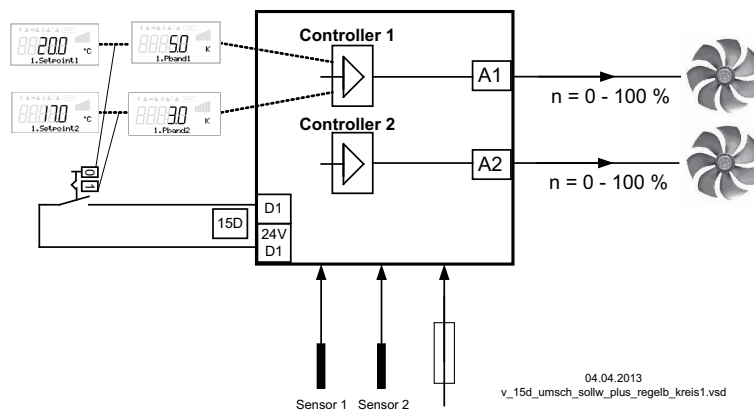 Controller 1
20.0 °C
1.Setpoint1
5.0 K
1.Pband1
A1
n = 0 - 100 %
17.0 °C
1.Setpoint2
3.0 K
1.Pband2
Controller 2
A2
n = 0 - 100 %
0
1
15D
D1
24V
D1
Sensor 1
Sensor 2
04.04.2013
v_15d_umsch_sollw_plus_regelb_kreis1.vsd